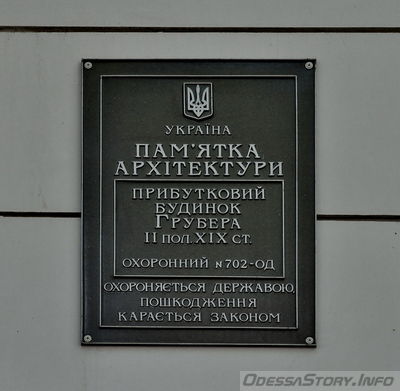 УКРАЇНА
ПАМ'ЯТКА
АРХІТЕКТУРИ
ПРИБУТКОВИЙ
БУДИНОК
ГРУБЕРА
II ПОЛ. XIX СТ.
ОХОРОННИЙ №702-ОД
ОХОРОНЯЄТЬСЯ ДЕРЖАВОЮ,
ПОШКОДЖЕННЯ
КАРАЄТЬСЯ ЗАКОНОМ
ODESSASTORY.INFO